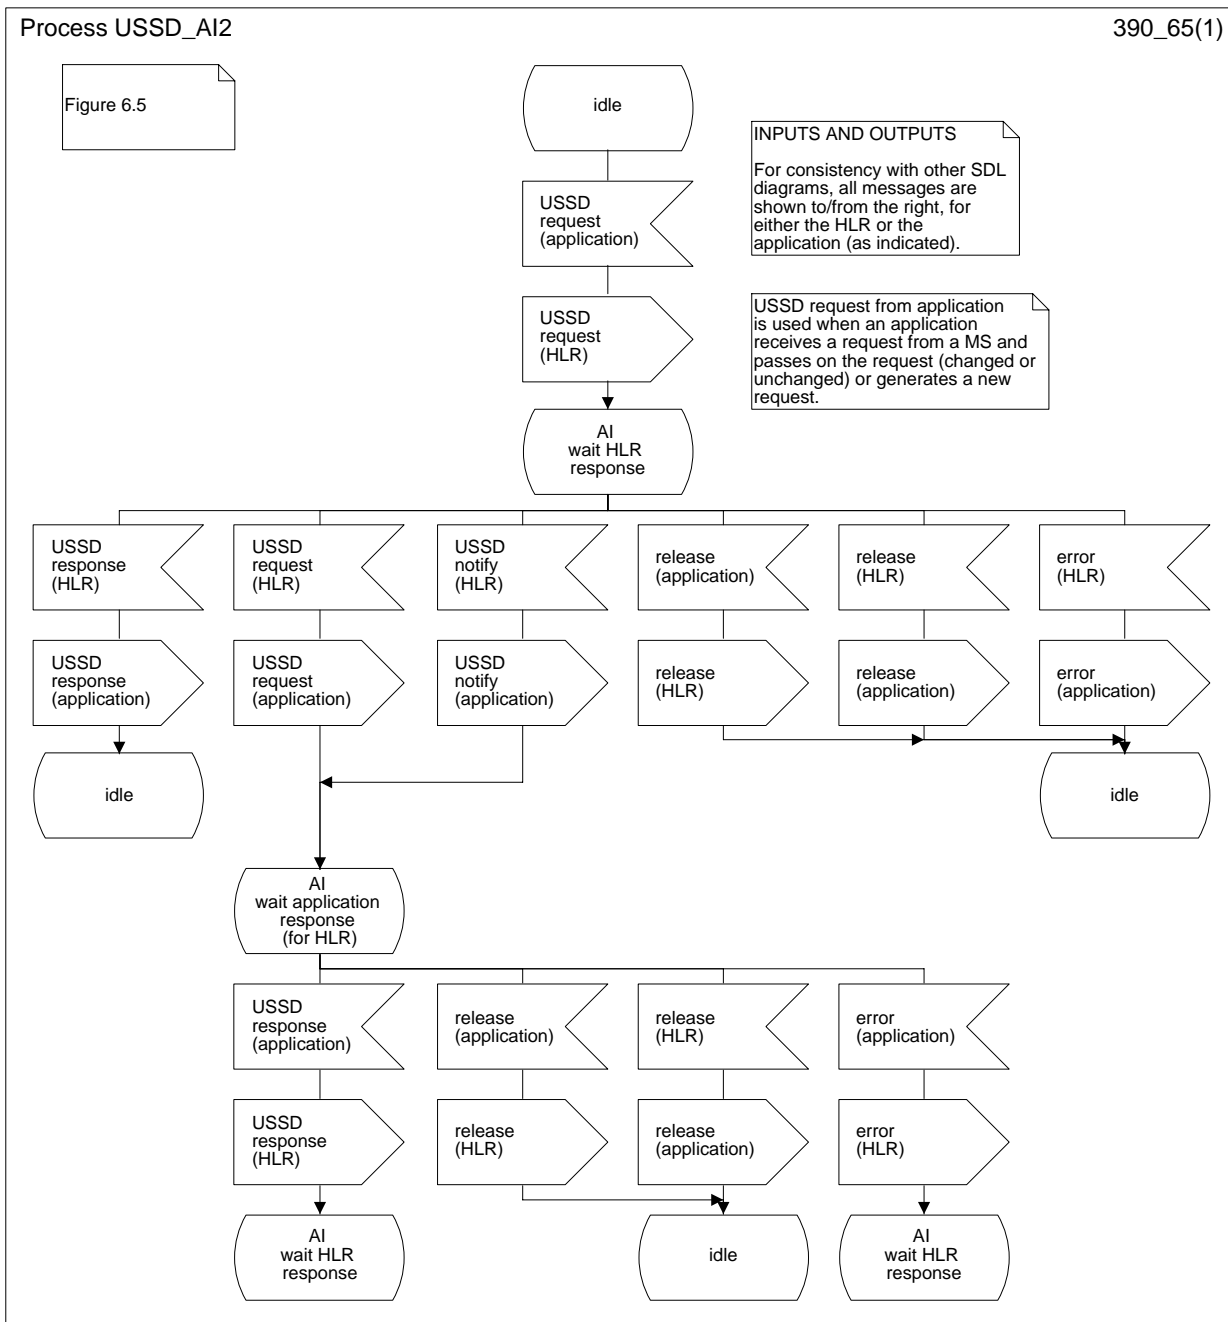 Process USSD_AI2
390_65(1)
Figure 6.5
idle
INPUTS AND OUTPUTS
For consistency with other SDL
diagrams, all messages are
shown to/from the right, for
either the HLR or the
application (as indicated).
USSD
request
(application)
USSD
request
(HLR)
USSD request from application
is used when an application
receives a request from a MS and
passes on the request (changed or
unchanged) or generates a new
request.
AI
wait HLR
response
USSD
response
(HLR)
USSD
request
(HLR)
USSD
notify
(HLR)
release
(application)
release
(HLR)
error
(HLR)
USSD
response
(application)
USSD
request
(application)
USSD
notify
(application)
release
(HLR)
release
(application)
error
(application)
idle
idle
AI
wait application
response
(for HLR)
USSD
response
(application)
release
(application)
release
(HLR)
error
(application)
USSD
response
(HLR)
release
(HLR)
release
(application)
error
(HLR)
AI
wait HLR
response
idle
AI
wait HLR
response